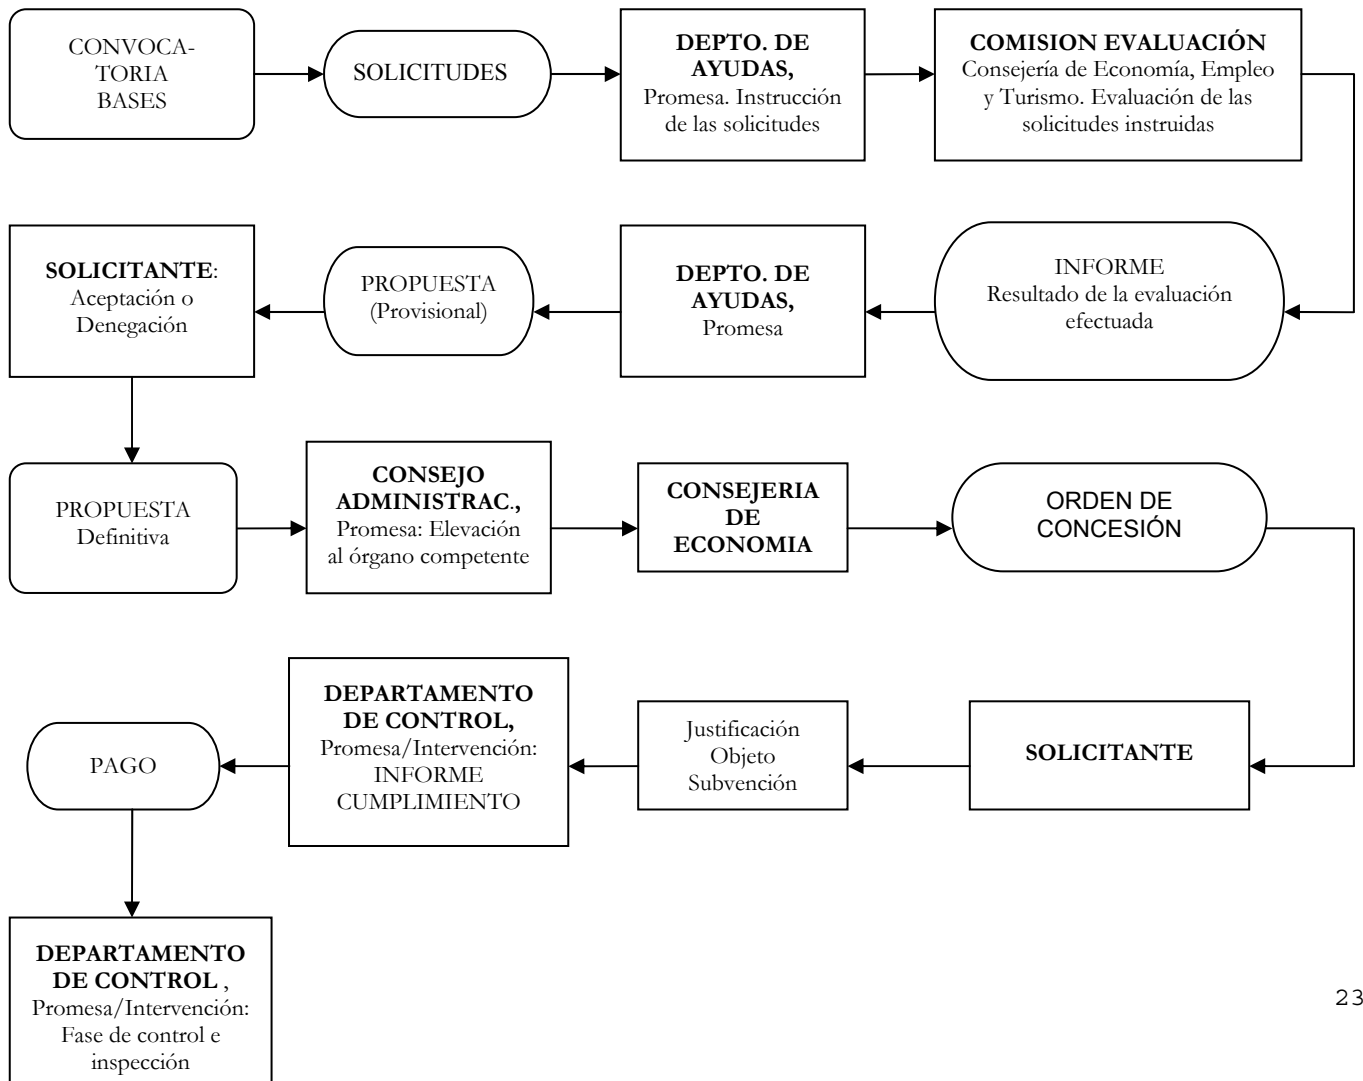 CONVOCA-
TORIA
BASES
SOLICITUDES
DEPTO. DE
AYUDAS,
Promesa. Instrucción
de las solicitudes
COMISION EVALUACIÓN
Consejería de Economía, Empleo
y Turismo. Evaluación de las
solicitudes instruidas
INFORME
Resultado de la evaluación
efectuada
DEPTO. DE
AYUDAS,
Promesa
PROPUESTA
(Provisional)
SOLICITANTE:
Aceptación o
Denegación
PROPUESTA
Definitiva
CONSEJO
ADMINISTRAC.,
Promesa: Elevación
al órgano competente
CONSEJERIA
DE
ECONOMIA
ORDEN DE
CONCESIÓN
SOLICITANTE
Justificación
Objeto
Subvención
DEPARTAMENTO
DE CONTROL,
Promesa/Intervención:
INFORME
CUMPLIMIENTO
PAGO
DEPARTAMENTO
DE CONTROL ,
Promesa/Intervención:
Fase de control e
inspección
23